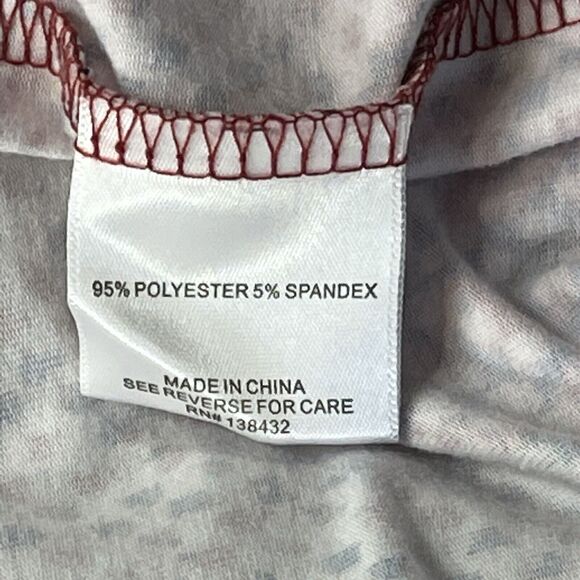 95% POLYESTER 5% SPANDEX
MADE IN CHINA
SEE REVERSE FOR CARE
RN# 138432